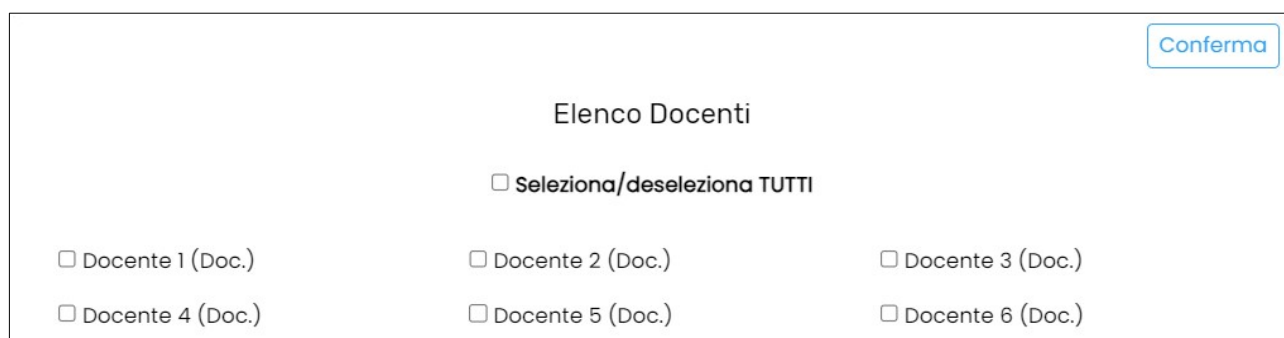 Conferma
Elenco Docenti
Seleziona/deseleziona TUTTI
Docente 1 (Doc.)
Docente 2 (Doc.)
Docente 3 (Doc.)
Docente 4 (Doc.)
Docente 5 (Doc.)
Docente 6 (Doc.)